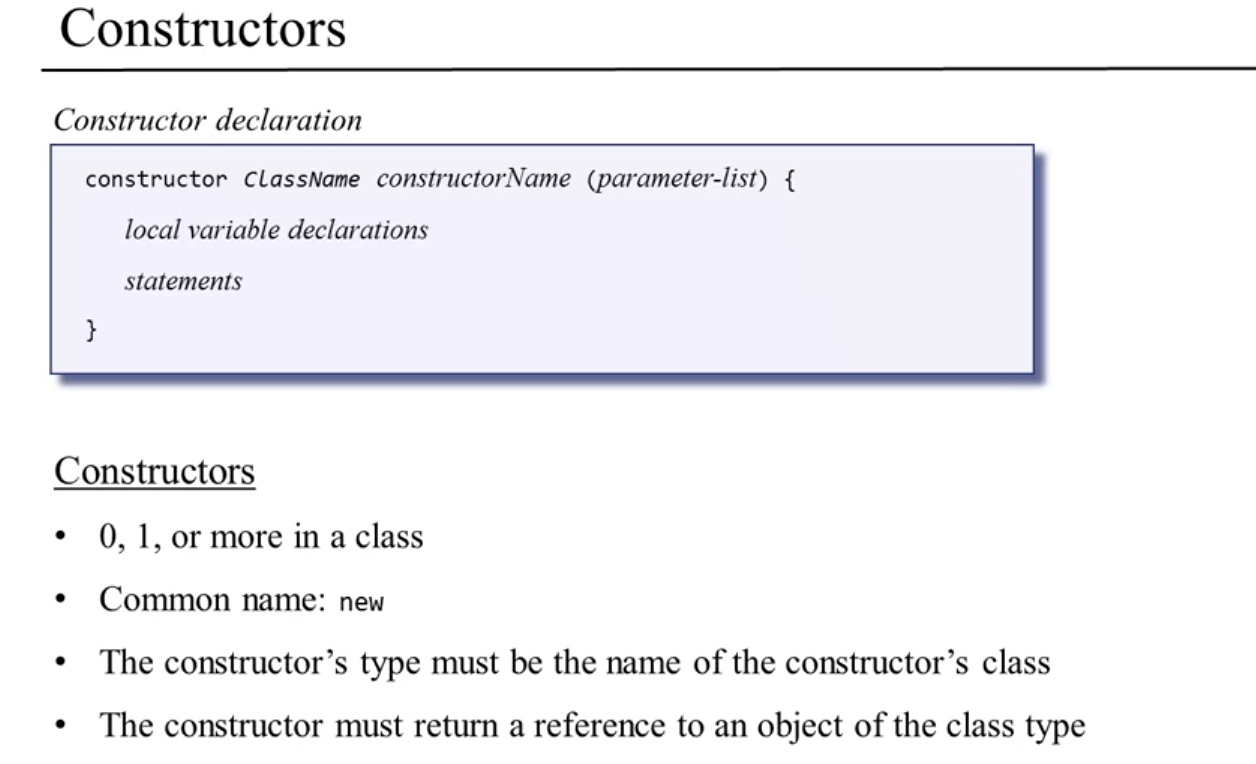 Constructors
Constructor declaration
constructor ClassName constructorName (parameter-list) {
local variable declarations
statements
}
Constructors
• 0, 1, or more in a class
• Common name: new
• The constructor’s type must be the name of the constructor’s class
• The constructor must return a reference to an object of the class type